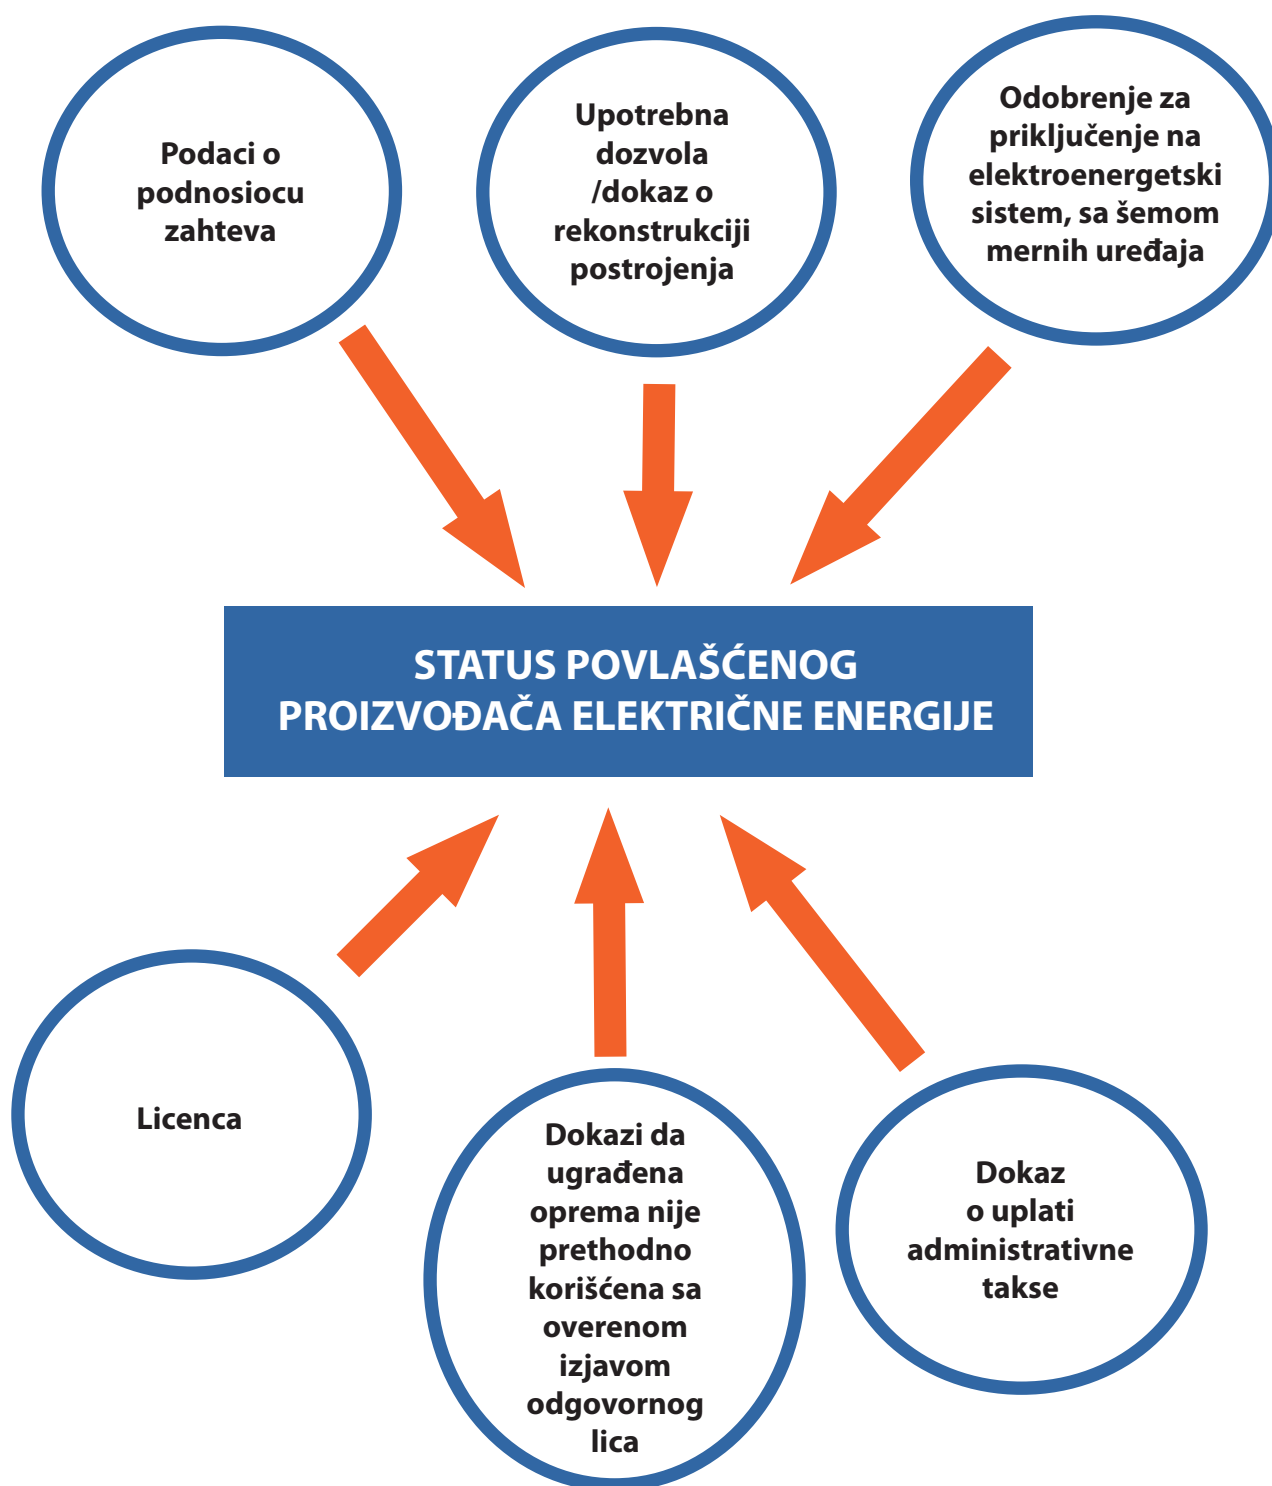 Podaci o
podnosiocu
zahteva
Upotrebna
dozvola
/dokaz o
rekonstrukciji
postrojenja
Odobrenje za
priključenje na
elektroenergetski
sistem, sa šemom
mernih uređaja
STATUS POVLAŠĆENOG
PROIZVOĐAČA ELEKTRIČNE ENERGIJE
Licenca
Dokazi da
ugrađena
oprema nije
prethodno
korišćena sa
overenom
izjavom
odgovornog
lica
Dokaz
o uplati
administrativne
takse